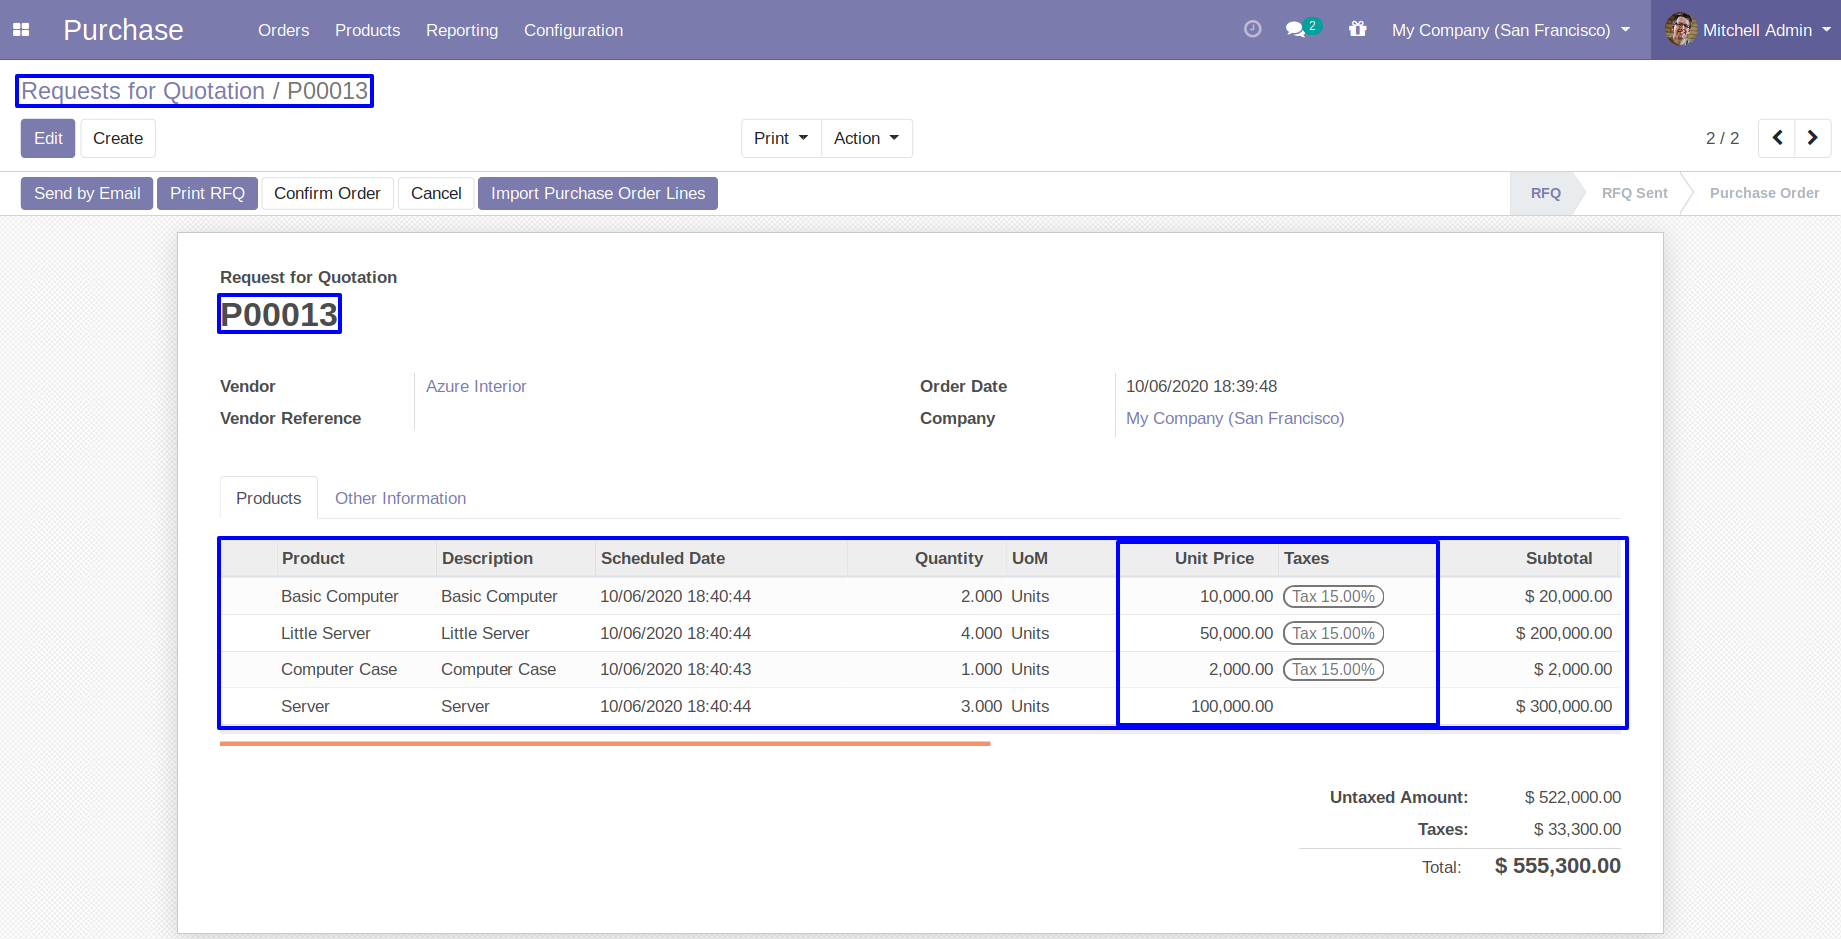 Purchase Orders Products Reporting Configuration 2 My Company (San Francisco) Mitchell Admin
Requests for Quotation / P00013
Edit Create Print Action 2 / 2
Send by Email Print RFQ Confirm Order Cancel Import Purchase Order Lines RFQ RFQ Sent Purchase Order
Request for Quotation
P00013
Vendor Azure Interior Order Date 10/06/2020 18:39:48
Vendor Reference Company My Company (San Francisco)
Products Other Information
Product Description Scheduled Date Quantity UoM Unit Price Taxes Subtotal
Basic Computer Basic Computer 10/06/2020 18:40:44 2.000 Units 10,000.00 Tax 15.00% $ 20,000.00
Little Server Little Server 10/06/2020 18:40:44 4.000 Units 50,000.00 Tax 15.00% $ 200,000.00
Computer Case Computer Case 10/06/2020 18:40:43 1.000 Units 2,000.00 Tax 15.00% $ 2,000.00
Server Server 10/06/2020 18:40:44 3.000 Units 100,000.00 $ 300,000.00
Untaxed Amount: $ 522,000.00
Taxes: $ 33,300.00
Total: $ 555,300.00